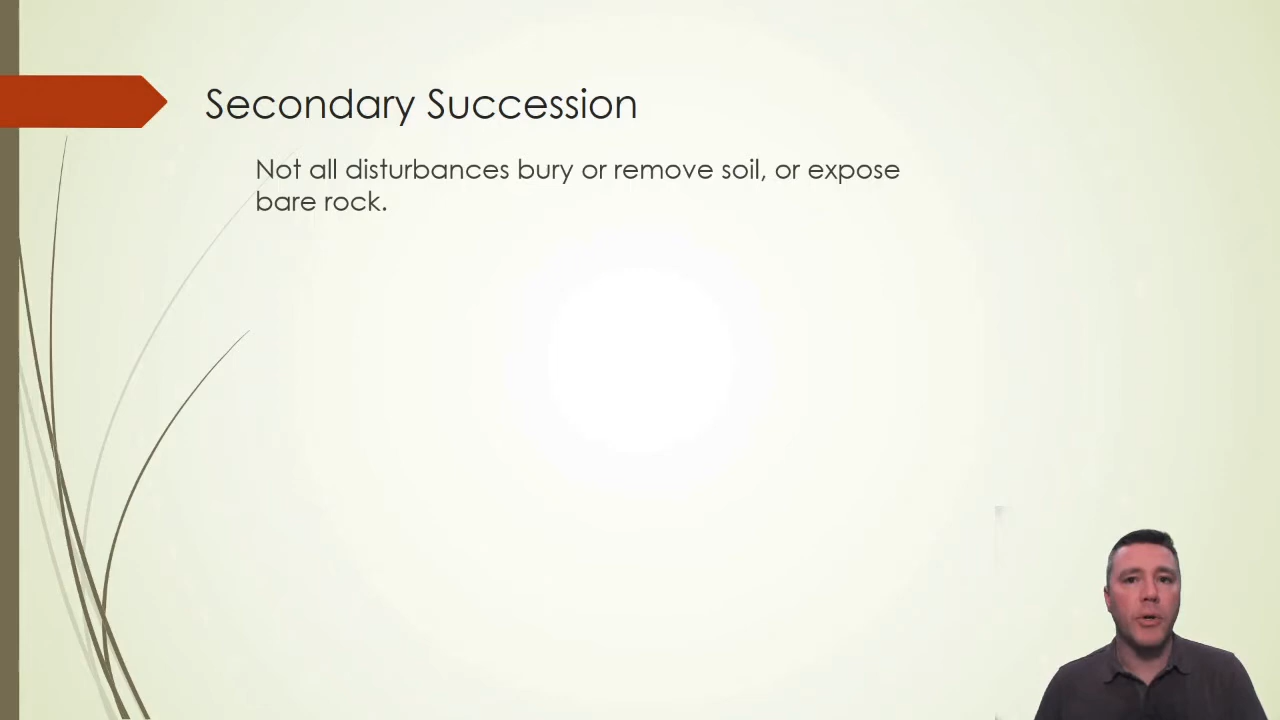 Secondary Succession
Not all disturbances bury or remove soil, or expose
bare rock.